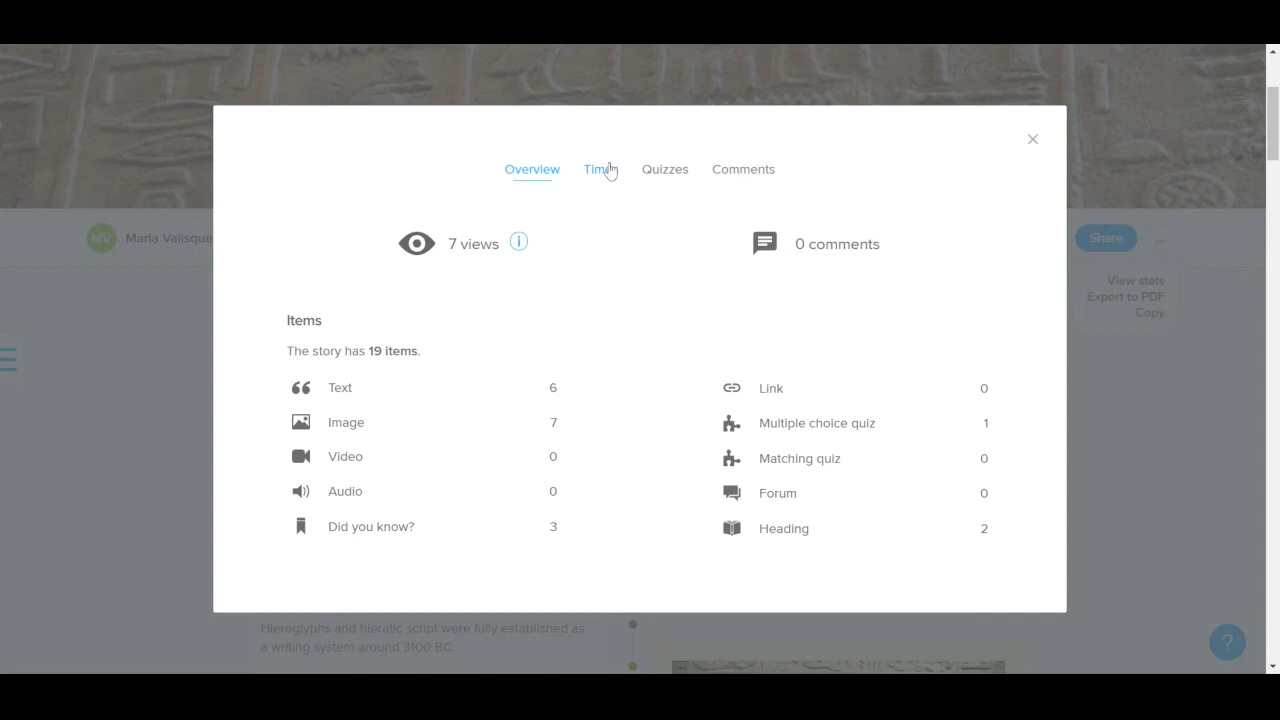 Overview Quizzes Comments
MV Maria Valisque
Share ...
7 views i
0 comments
View stats
Export to PDF
Copy
Items
The story has 19 items.
Text 6
Image 7
Video 0
Audio 0
Did you know? 3
Link 0
Multiple choice quiz 1
Matching quiz 0
Forum 0
Heading 2
Hieroglyphs and hieratic script were fully established as
a writing system around 3100 BC.
?